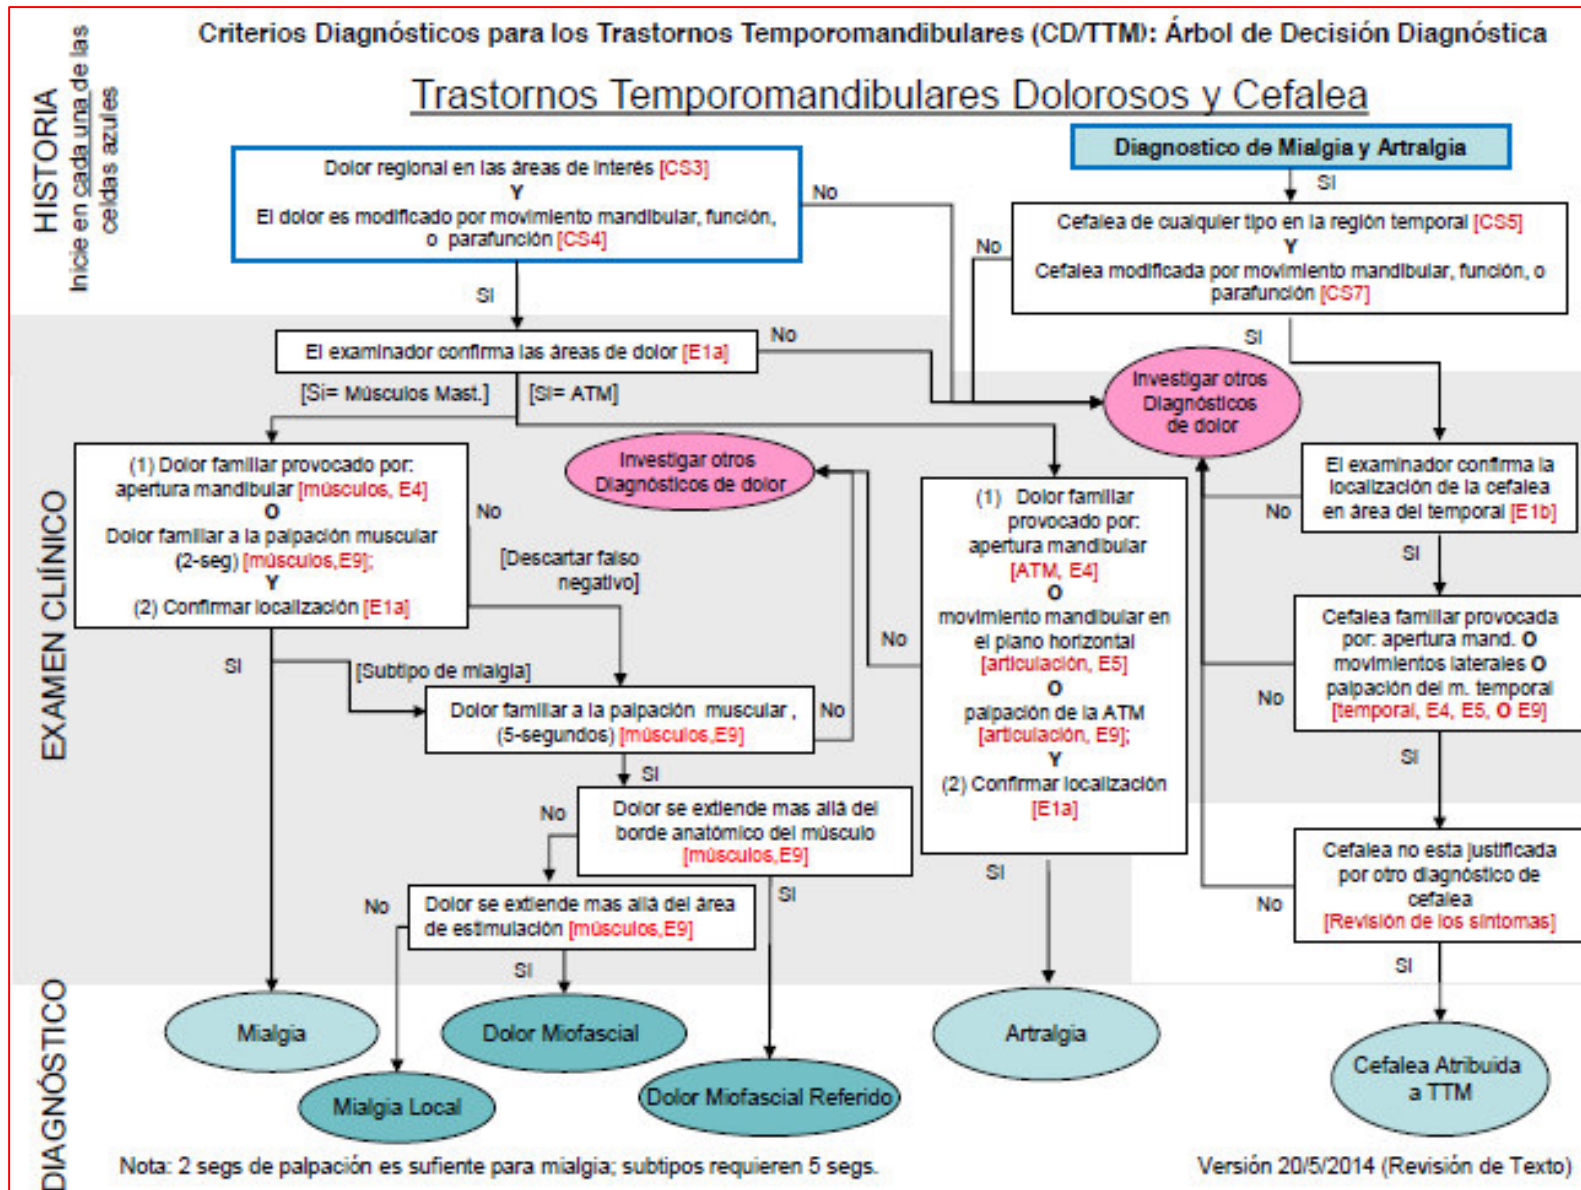 Criterios Diagnósticos para los Trastornos Temporomandibulares (CD/TTM): Árbol de Decisión Diagnóstica
Trastornos Temporomandibulares Dolorosos y Cefalea
HISTORIA
Inicie en cada una de las
celdas azules
Dolor regional en las áreas de Interés [CS3]
Y
El dolor es modificado por movimiento mandibular, función,
o parafunción [CS4]
No
SI
Diagnostico de Mialgia y Artralgia
SI
Cefalea de cualquier tipo en la región temporal [CS5]
Y
Cefalea modificada por movimiento mandibular, función, o
parafunción [CS7]
No
SI
EXAMEN CLIÍNICO
El examinador confirma las áreas de dolor [E1a]
No
[Sí= Músculos Mast.]
[SI= ATM]
Investigar otros
Diagnósticos
de dolor
(1) Dolor familiar provocado por:
apertura mandibular [músculos, E4]
O
Dolor familiar a la palpación muscular
(2-seg) [músculos,E9];
Y
(2) Confirmar localización [E1a]
No
[Descartar falso
negativo]
SI
[Subtipo de mialgia]
Investigar otros
Diagnósticos de dolor
Dolor familiar a la palpación muscular ,
(5-segundos) [músculos,E9]
No
SI
Dolor se extiende mas allá del
borde anatómico del músculo
[músculos,E9]
No
SI
Dolor se extiende mas allá del área
de estimulación [músculos,E9]
No
SI
(1) Dolor familiar
provocado por:
apertura mandibular
[ATM, E4]
O
movimiento mandibular en
el plano horizontal
[articulación, E5]
O
palpación de la ATM
[articulación, E9];
Y
(2) Confirmar localización
[E1a]
No
SI
El examinador confirma la
localización de la cefalea
en área del temporal [E1b]
No
SI
Cefalea familiar provocada
por: apertura mand. O
movimientos laterales O
palpación del m. temporal
[temporal, E4, E5, O E9]
No
SI
Cefalea no esta justificada
por otro diagnóstico de
cefalea
[Revisión de los síntomas]
No
SI
DIAGNÓSTICO
Mialgia
Mialgia Local
Dolor Miofascial
Dolor Miofascial Referido
Artralgia
Cefalea Atribuida
a TTM
Nota: 2 segs de palpación es sufiente para mialgia; subtipos requieren 5 segs.
Versión 20/5/2014 (Revisión de Texto)